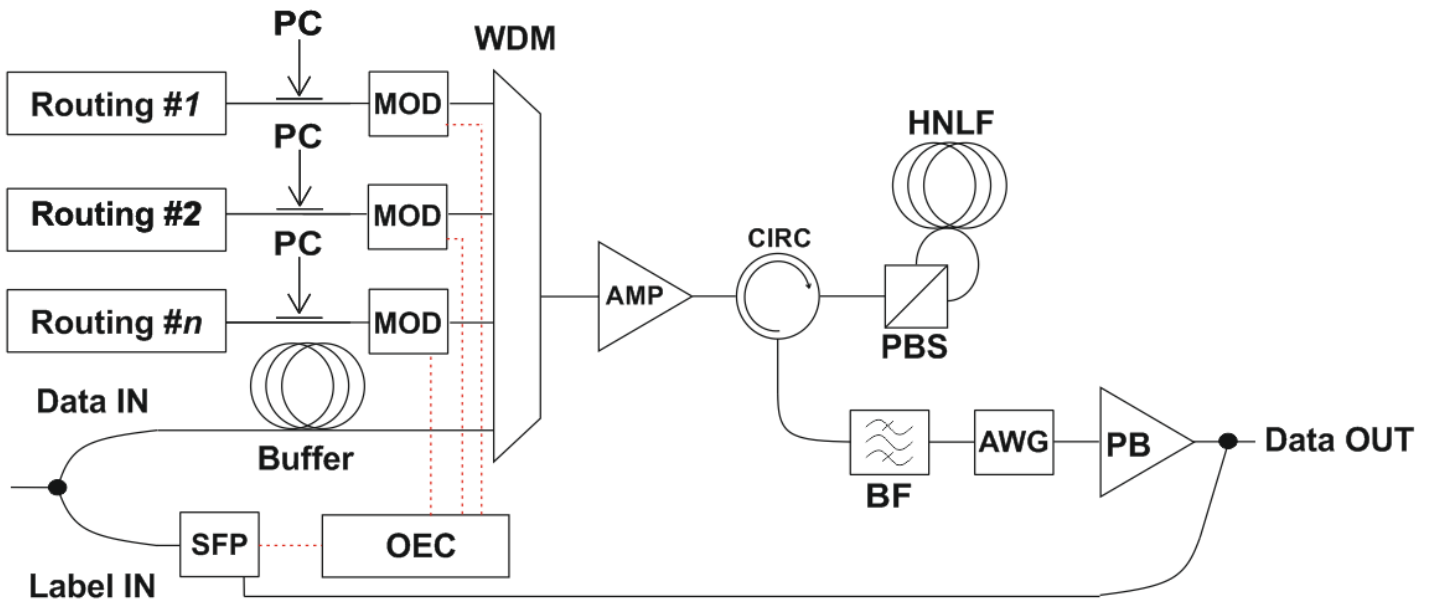 PC
WDM
Routing #1
MOD
PC
HNLF
Routing #2
MOD
PC
CIRC
AMP
Routing #n
MOD
PBS
Data IN
Buffer
BF
AWG
PB
Data OUT
SFP
OEC
Label IN